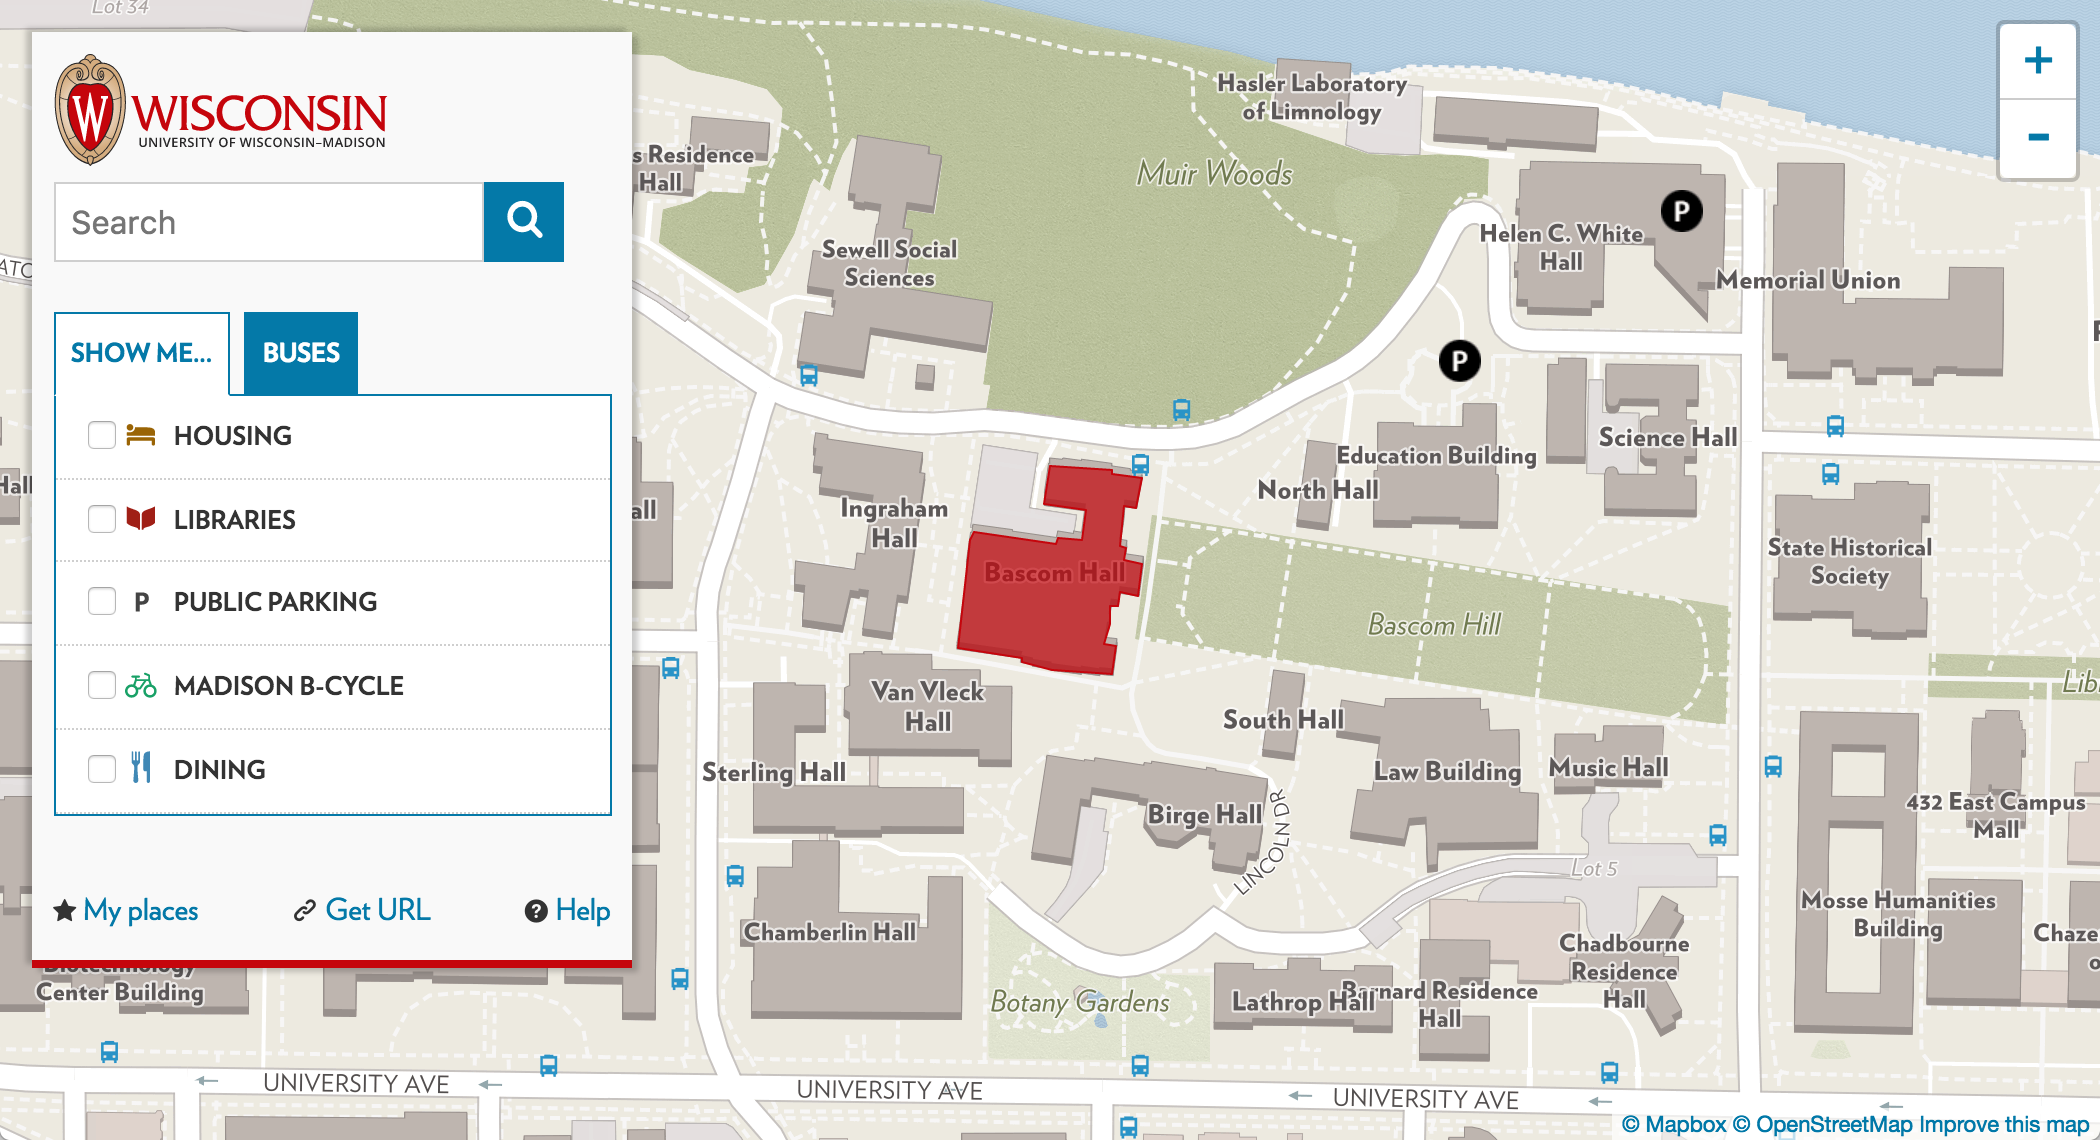 Lot 34
WISCONSIN
UNIVERSITY OF WISCONSIN–MADISON
Search
SHOW ME...
BUSES
HOUSING
LIBRARIES
P PUBLIC PARKING
MADISON B-CYCLE
DINING
My places
Get URL
? Help
Center Building
s Residence
Hall
Sewell Social
Sciences
Muir Woods
Hasler Laboratory
of Limnology
+
-
P
Helen C. White
Hall
Memorial Union
P
Education Building
Science Hall
North Hall
Ingraham
Hall
Bascom Hall
State Historical
Society
Bascom Hill
Van Vleck
Hall
South Hall
Sterling Hall
Law Building
Music Hall
Birge Hall
LINCOLN DR
432 East Campus
Mall
Lot 5
Chamberlin Hall
Mosse Humanities
Building
Chadbourne
Residence
Hall
Botany Gardens
Lathrop Hall
Barnard Residence
Hall
UNIVERSITY AVE
UNIVERSITY AVE
UNIVERSITY AVE
© Mapbox © OpenStreetMap Improve this map